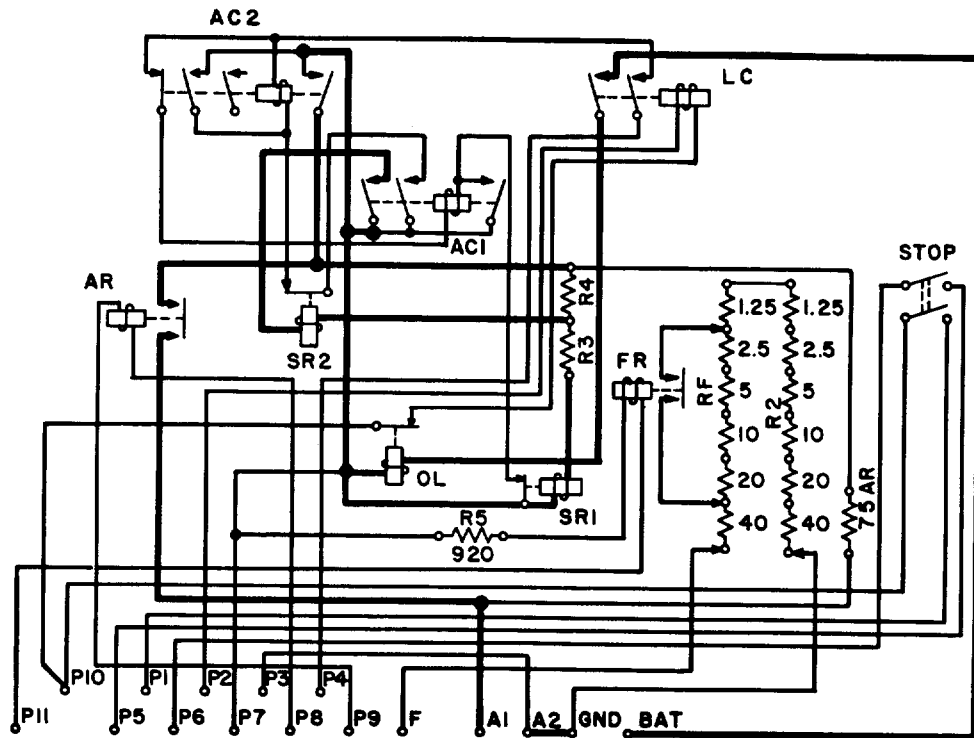 AC2
LC
AC1
STOP
AR
R4
R3
SR2
FR
RF
1.25
1.25
2.5
2.5
5
5
R2
10
10
20
20
40
40
75 AR
OL
SR1
R5
920
P10
P1
P2
P3
P4
P11
P5
P6
P7
P8
P9
F
A1
A2
GND
BAT